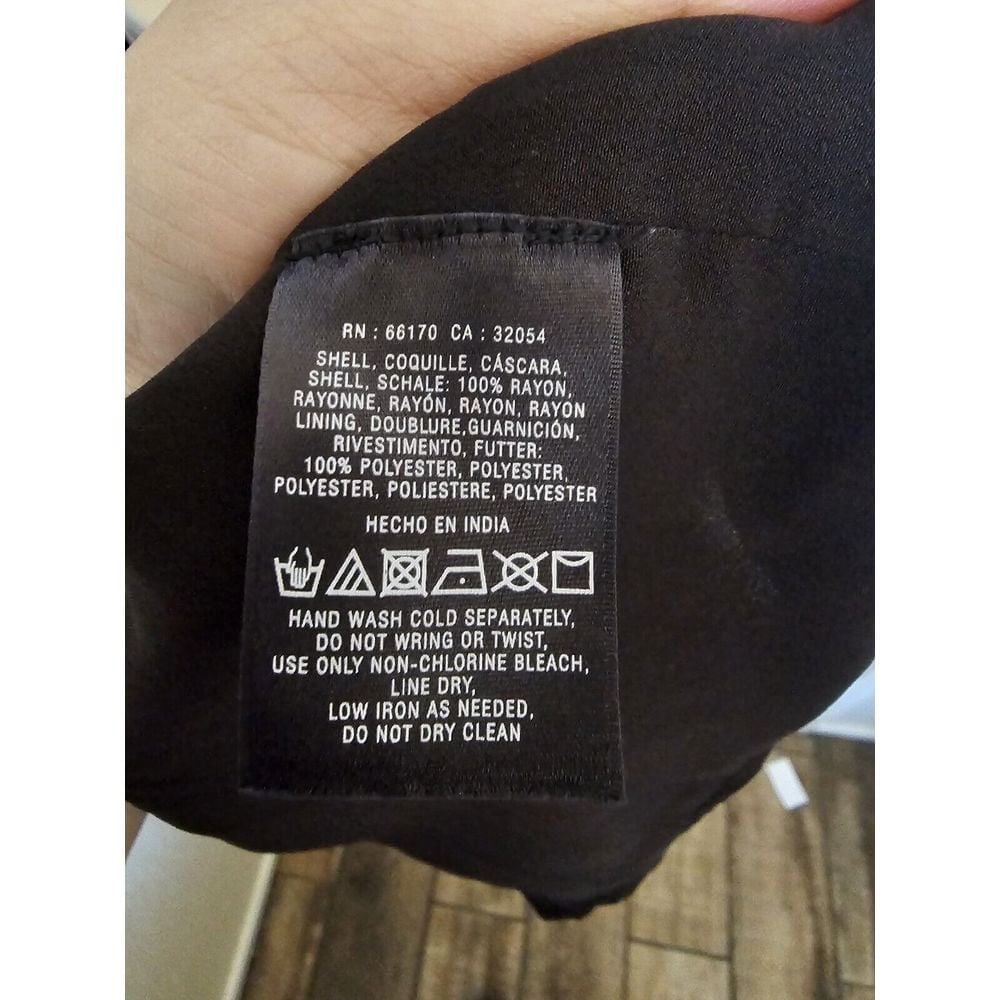 RN : 66170 CA : 32054
SHELL, COQUILLE, CÁSCARA,
SHELL, SCHALE: 100% RAYON,
RAYONNE, RAYÓN, RAYON, RAYON
LINING, DOUBLURE,GUARNICIÓN,
RIVESTIMENTO, FUTTER:
100% POLYESTER, POLYESTER,
POLYESTER, POLIESTERE, POLYESTER
HECHO EN INDIA
HAND WASH COLD SEPARATELY,
DO NOT WRING OR TWIST,
USE ONLY NON-CHLORINE BLEACH,
LINE DRY,
LOW IRON AS NEEDED,
DO NOT DRY CLEAN